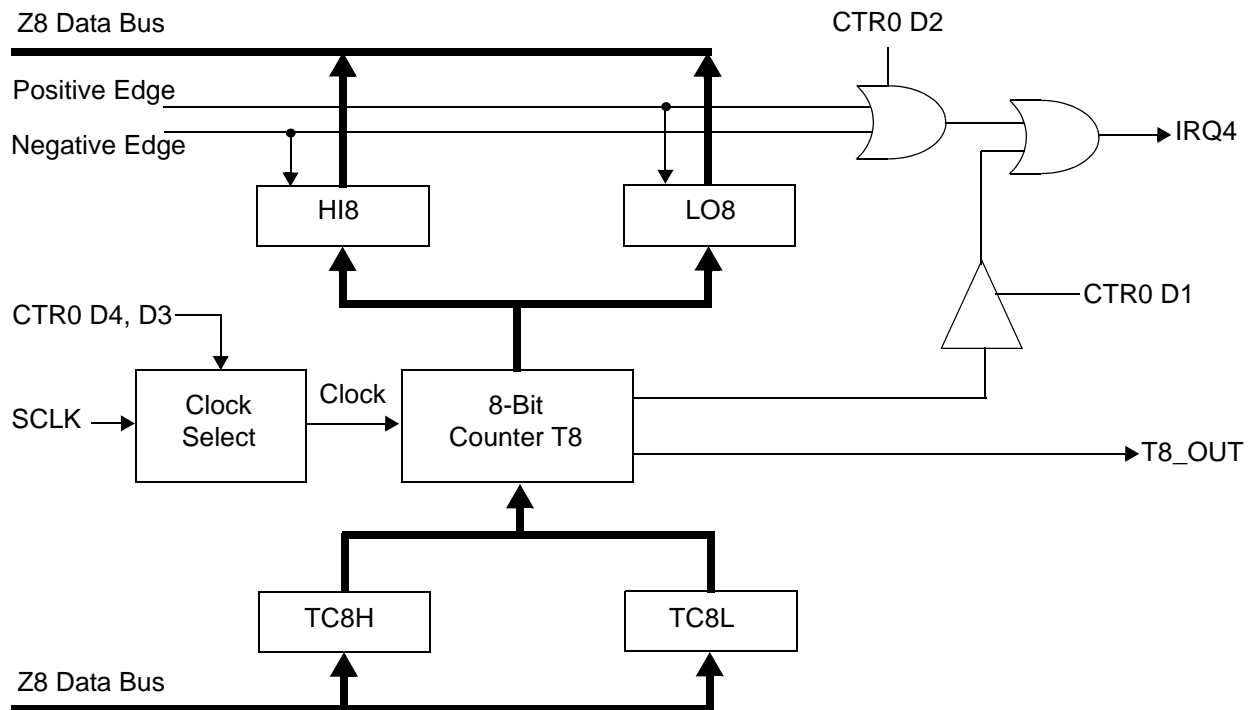 Z8 Data Bus
CTR0 D2
Positive Edge
Negative Edge
IRQ4
HI8
LO8
CTR0 D4, D3
CTR0 D1
SCLK
Clock
Select
Clock
8-Bit
Counter T8
T8_OUT
TC8H
TC8L
Z8 Data Bus